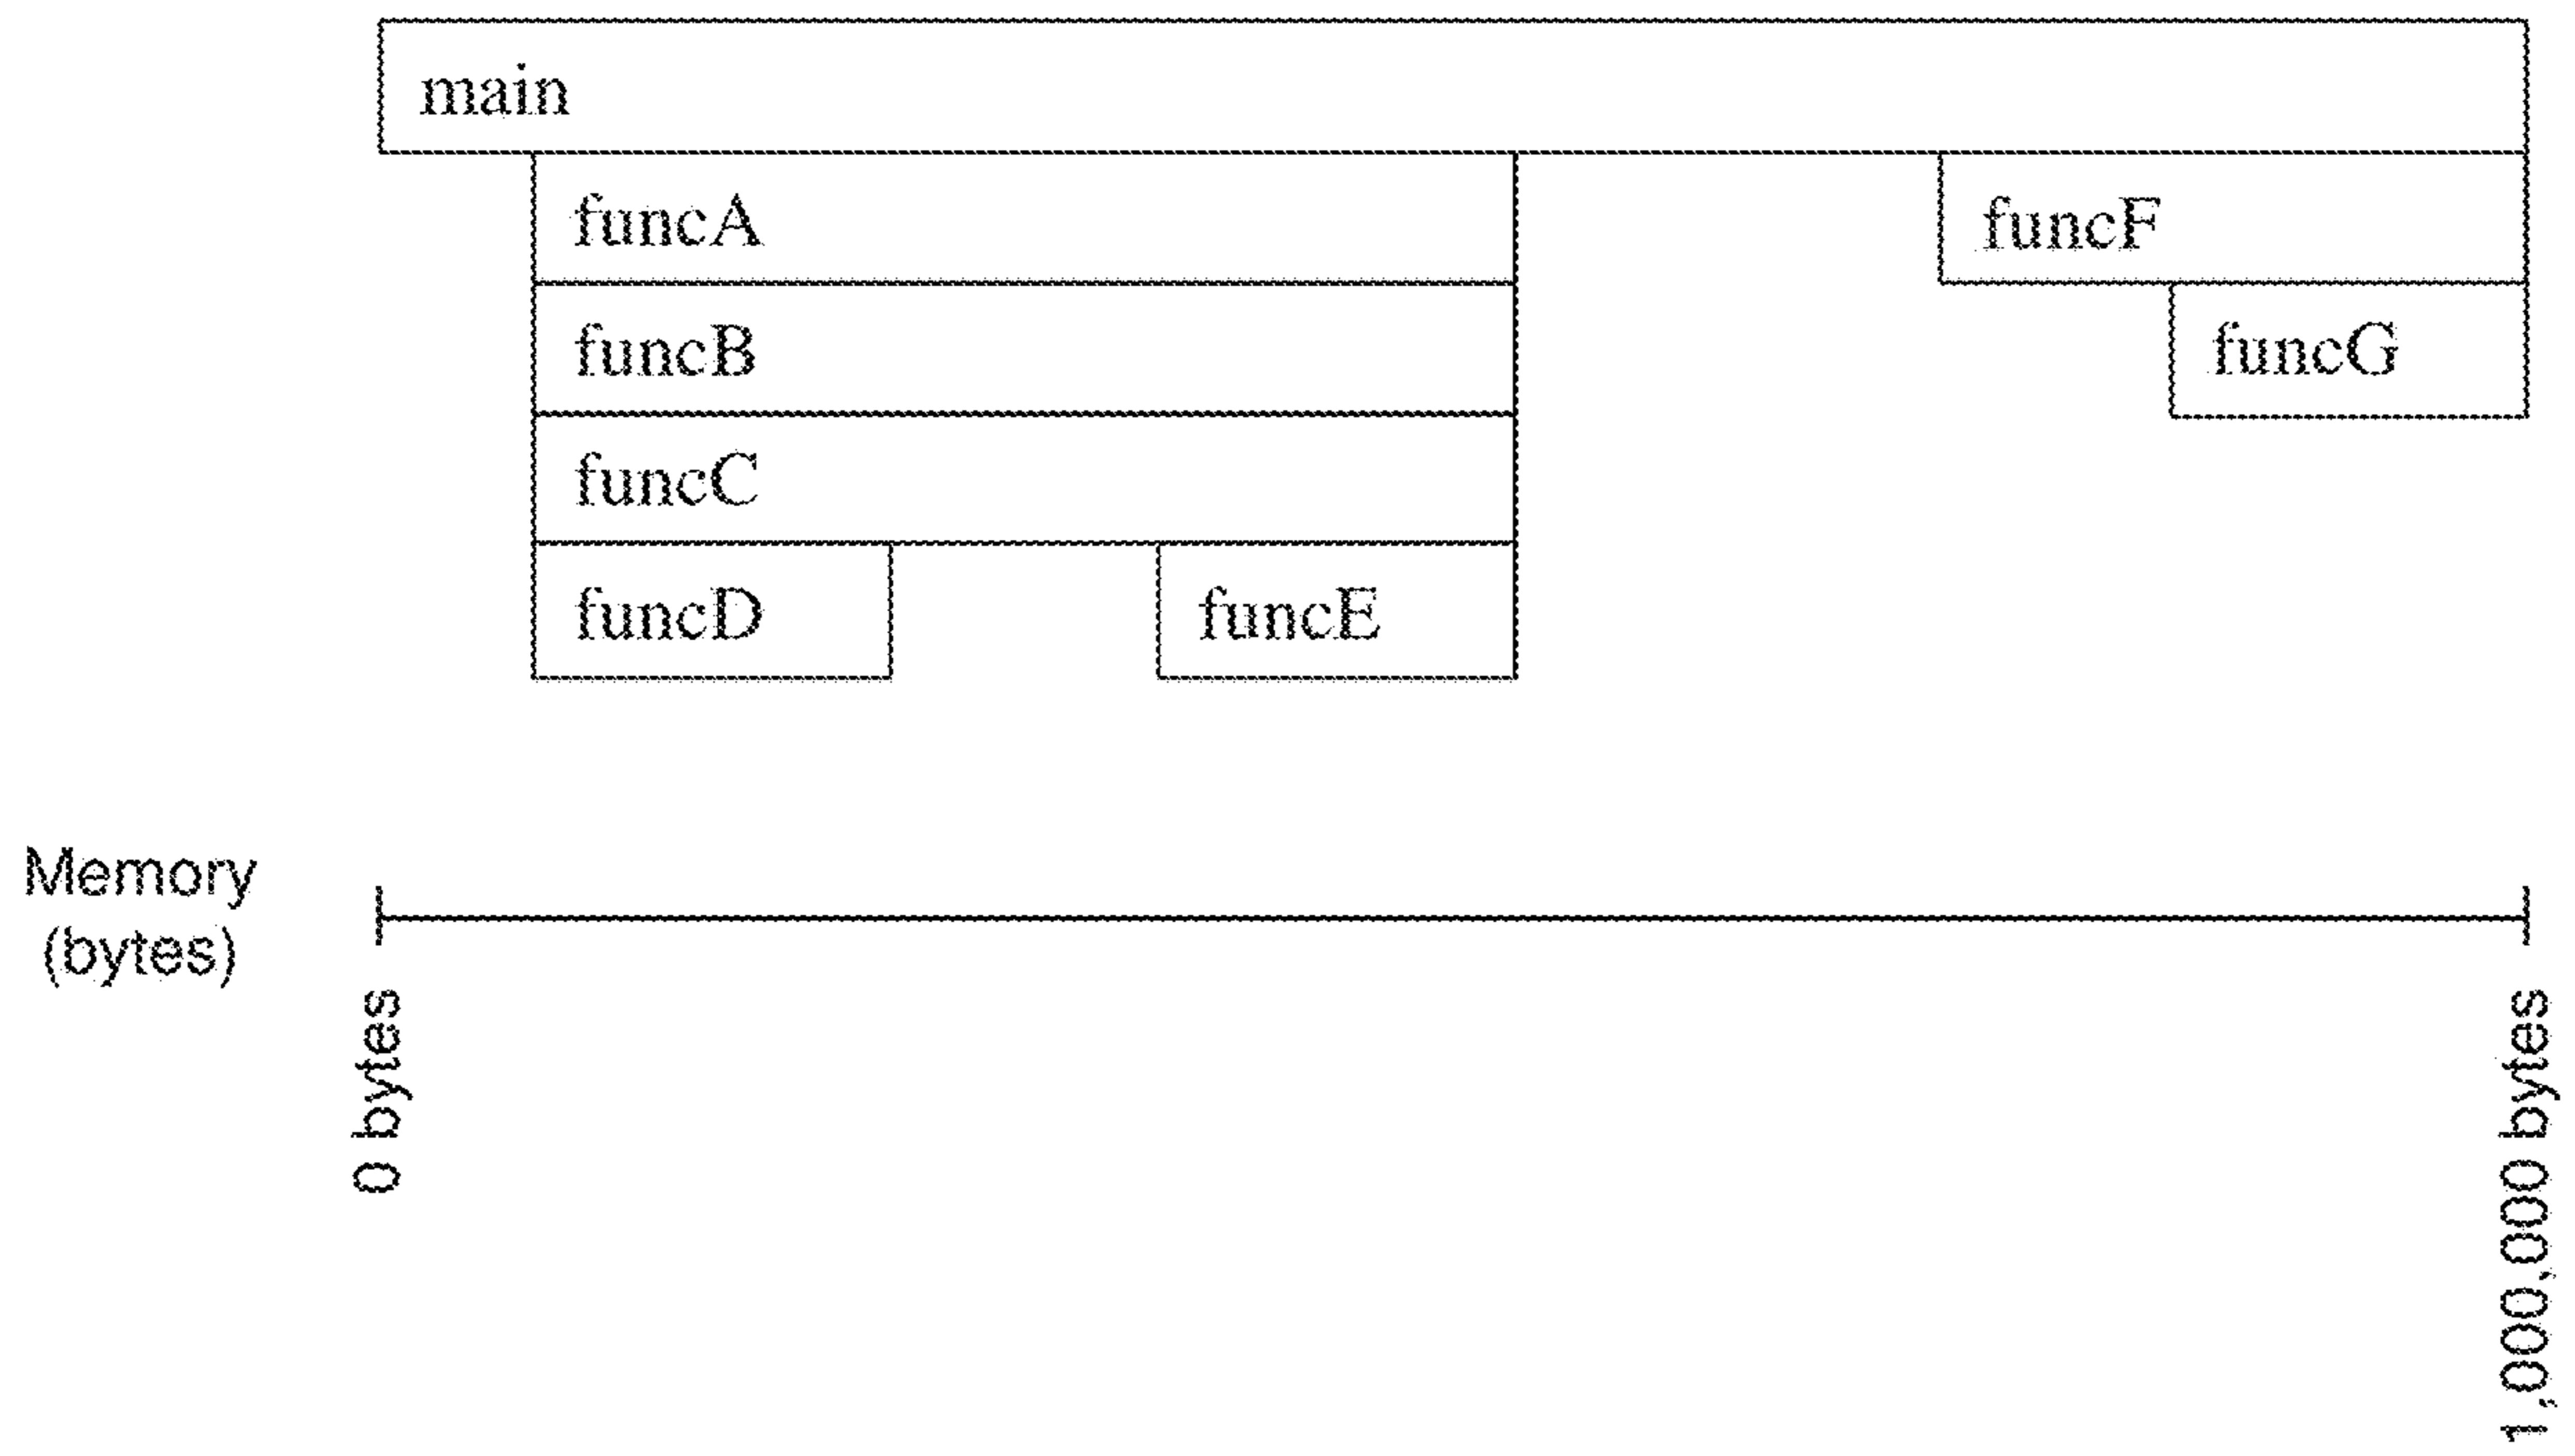 main
funcA
funcF
funcB
funcG
funcC
funcD
funcE
Memory
(bytes)
0 bytes
1,000,000 bytes